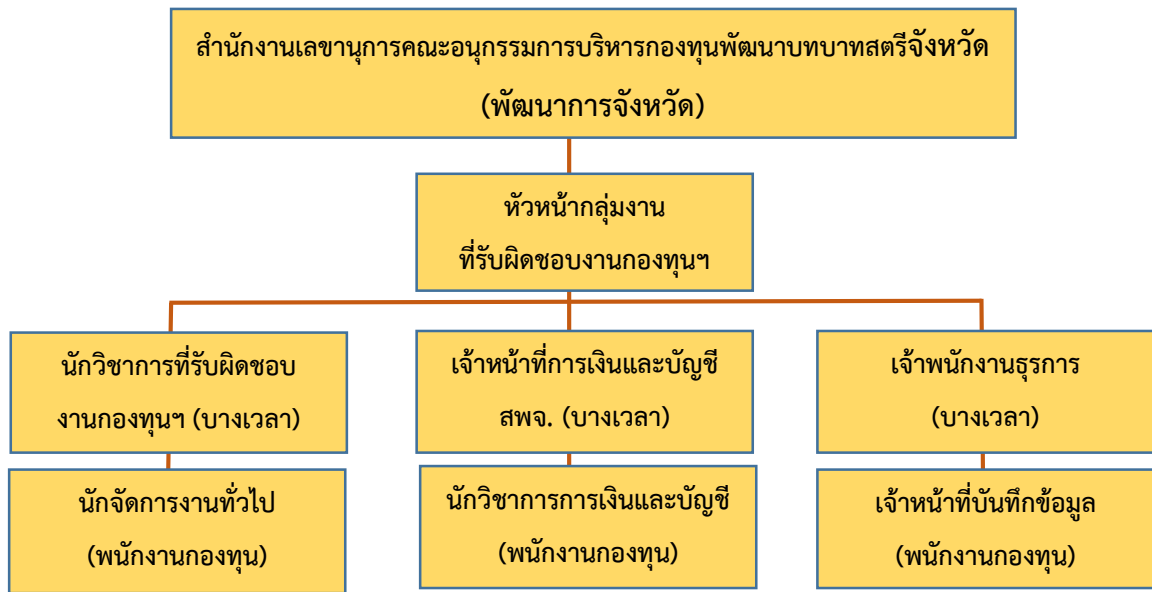 สำนักงานเลขานุการคณะอนุกรรมการบริหารกองทุนพัฒนาบทบาทสตรีจังหวัด
(พัฒนาการจังหวัด)
หัวหน้ากลุ่มงาน
ที่รับผิดชอบงานกองทุนฯ
นักวิชาการที่รับผิดชอบ
งานกองทุนฯ (บางเวลา)
เจ้าหน้าที่การเงินและบัญชี
สพจ. (บางเวลา)
เจ้าพนักงานธุรการ
(บางเวลา)
นักจัดการงานทั่วไป
(พนักงานกองทุน)
นักวิชาการการเงินและบัญชี
(พนักงานกองทุน)
เจ้าหน้าที่บันทึกข้อมูล
(พนักงานกองทุน)